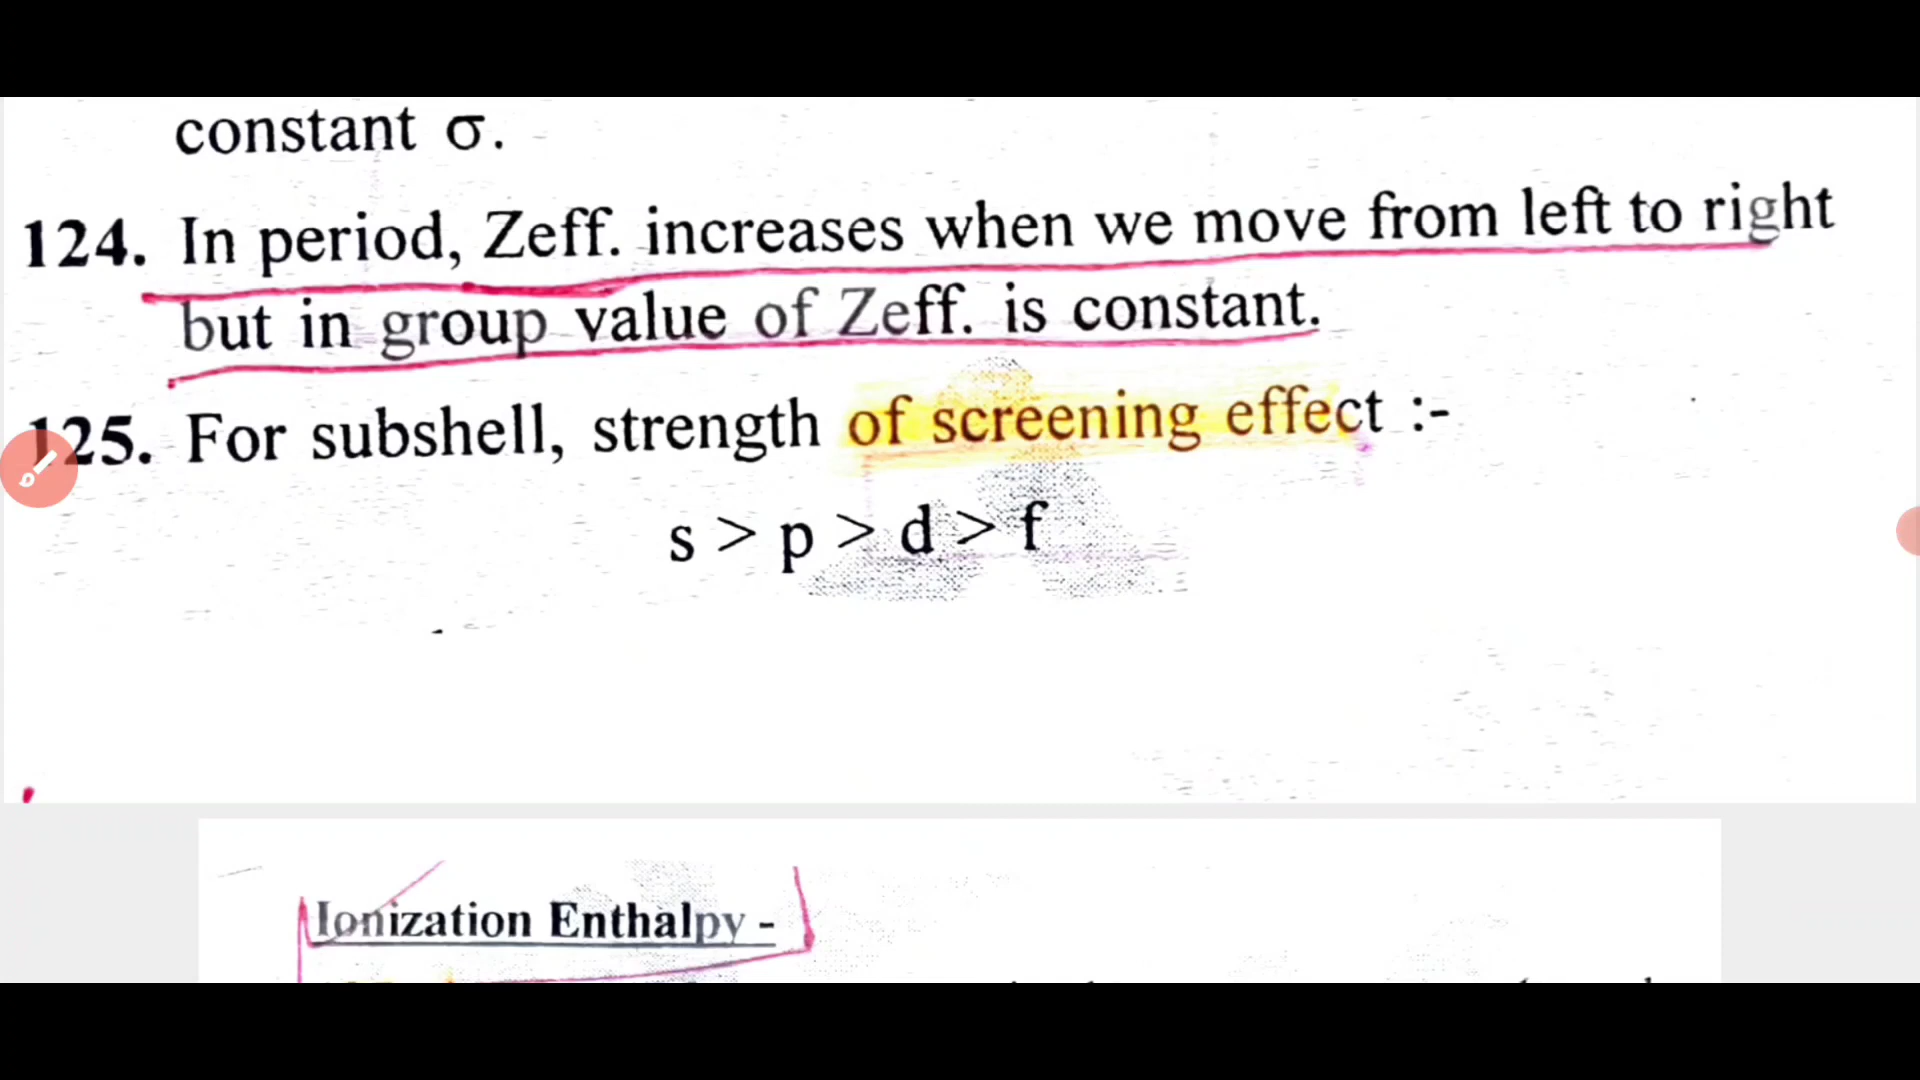 constant σ.
124. In period, Zeff. increases when we move from left to right
but in group value of Zeff. is constant.
125. For subshell, strength of screening effect :-
s > p > d > f
Ionization Enthalpy -